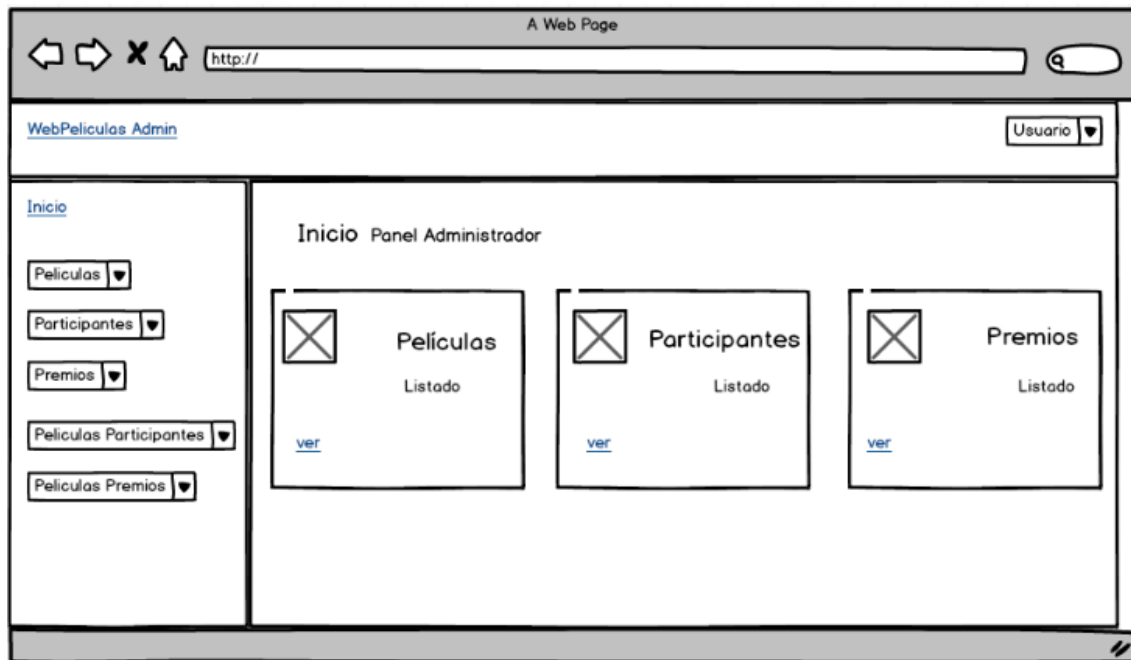 A Web Page
http://
WebPeliculas Admin
Usuario
Inicio
Peliculas
Participantes
Premios
Peliculas Participantes
Peliculas Premios
Inicio Panel Administrador
Películas
Listado
ver
Participantes
Listado
ver
Premios
Listado
ver